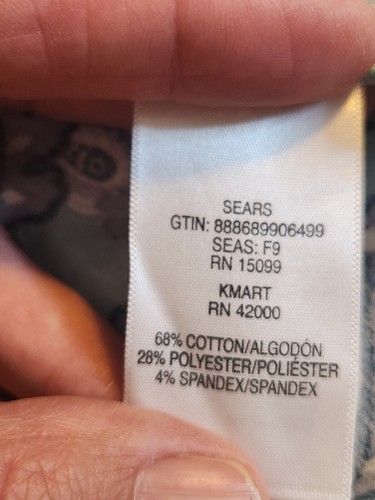 SEARS
GTIN: 888689906499
SEAS: F9
RN 15099
KMART
RN 42000
68% COTTON/ALGODÓN
28% POLYESTER/POLIÉSTER
4% SPANDEX/SPANDEX